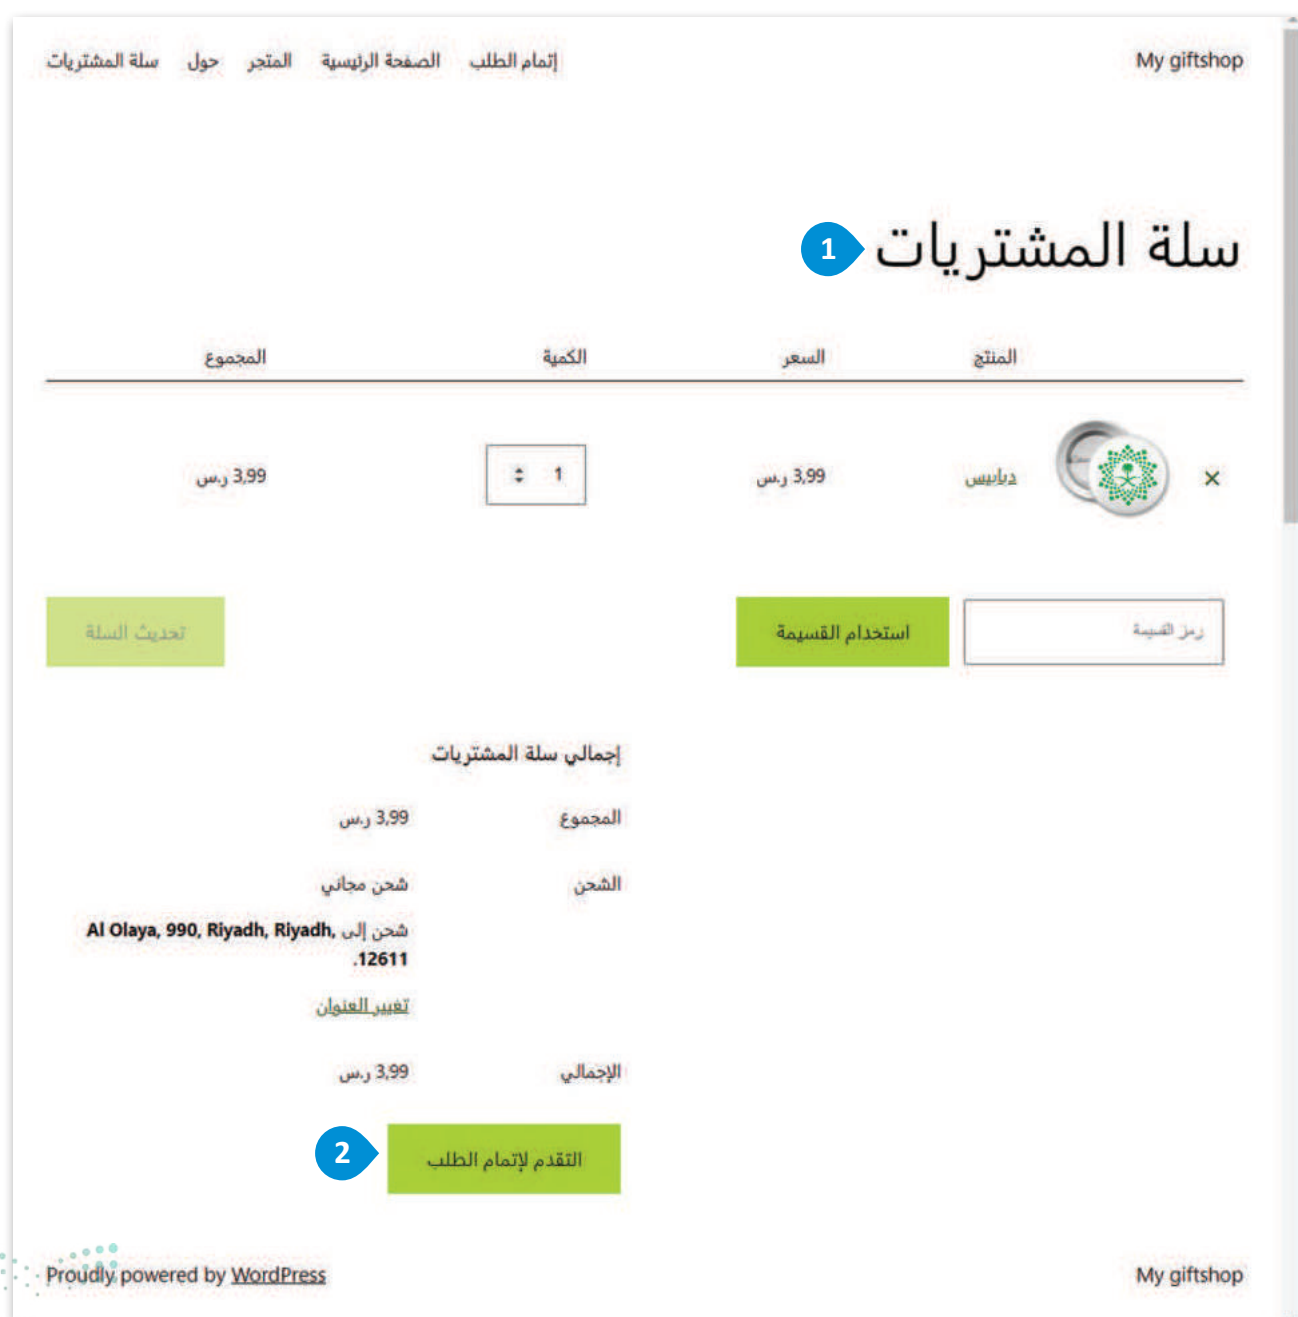 My giftshop
إتمام الطلب الصفحة الرئيسية المتجر حول سلة المشتريات
سلة المشتريات 1
المنتج السعر الكمية المجموع
× دبابيس 3,99 ر.س 1 3,99 ر.س
رمز القسيمة استخدام القسيمة تحديث السلة
إجمالي سلة المشتريات
المجموع 3,99 ر.س
الشحن شحن مجاني
شحن إلى Al Olaya, 990, Riyadh, Riyadh,
12611.
تغيير العنوان
الإجمالي 3,99 ر.س
التقدم لإتمام الطلب 2
My giftshop
Proudly powered by WordPress